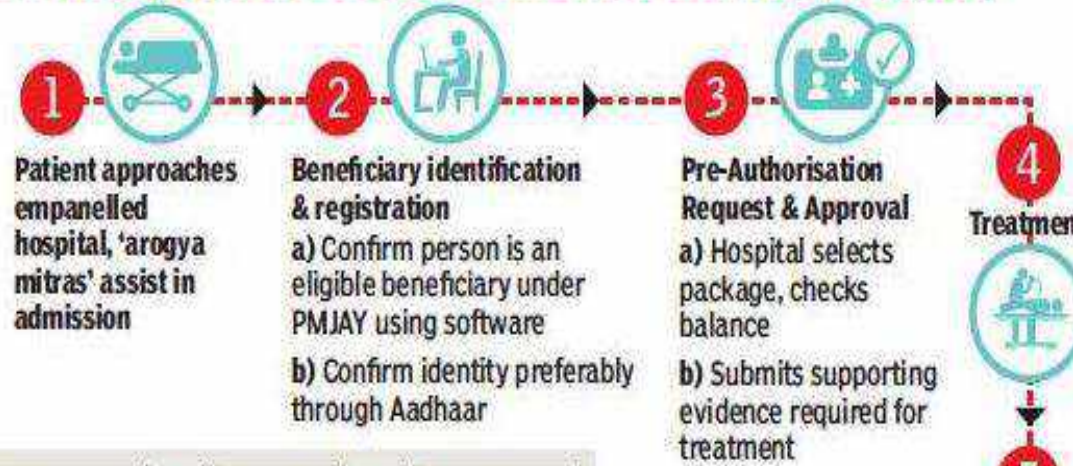 1
Patient approaches
empanelled
hospital, ‘arogya
mitras’ assist in
admission
2
Beneficiary identification
& registration
a) Confirm person is an
eligible beneficiary under
PMJAY using software
b) Confirm identity preferably
through Aadhaar
3
Pre-Authorisation
Request & Approval
a) Hospital selects
package, checks
balance
b) Submits supporting
evidence required for
treatment
4